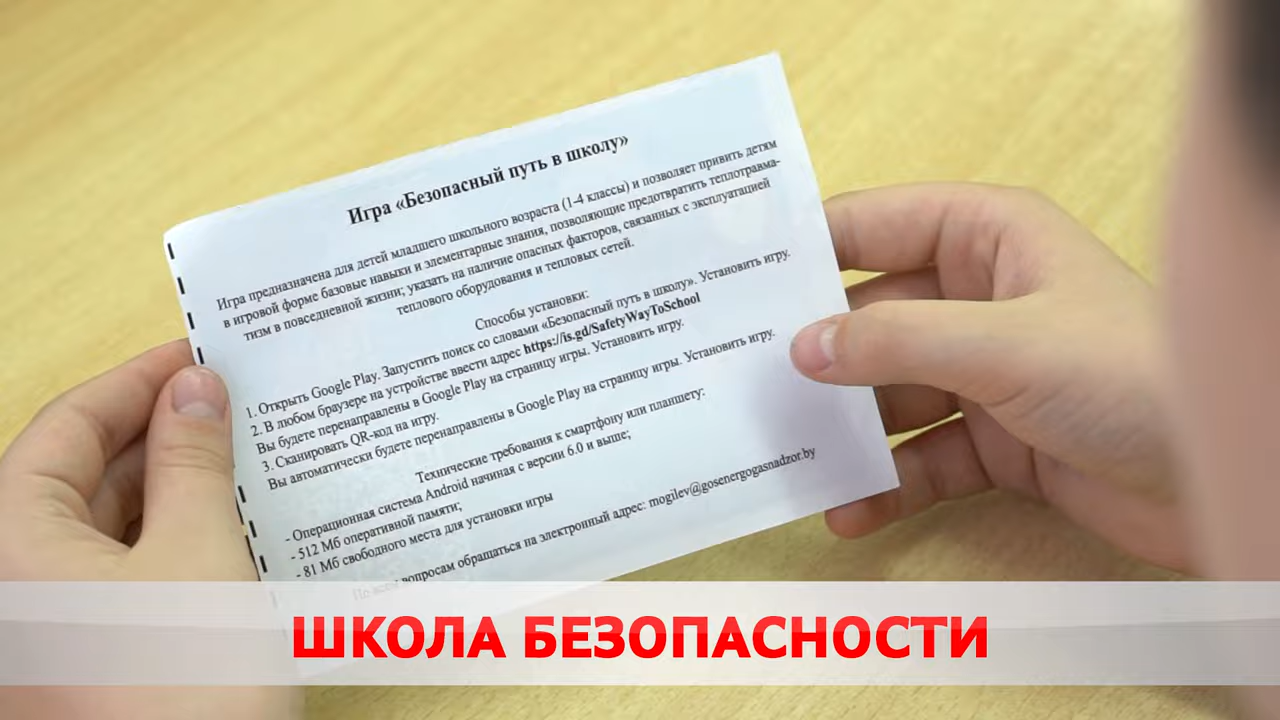 Игра «Безопасный путь в школу»
Игра предназначена для детей младшего школьного возраста (1-4 классы) и позволяет привить детям
в игровой форме базовые навыки и элементарные знания, позволяющие предотвратить теплотравма-
тизм в повседневной жизни; указать на наличие опасных факторов, связанных с эксплуатацией
теплового оборудования и тепловых сетей.
Способы установки:
1. Открыть Google Play. Запустить поиск со словами «Безопасный путь в школу». Установить игру.
2. В любом браузере на устройстве ввести адрес https://is.gd/SafetyWayToSchool
Вы будете перенаправлены в Google Play на страницу игры. Установить игру.
3. Сканировать QR-код на игру.
Вы автоматически будете перенаправлены в Google Play на страницу игры. Установить игру.
Технические требования к смартфону или планшету:
- Операционная система Android начиная с версии 6.0 и выше;
- 512 Мб оперативной памяти;
- 81 Мб свободного места для установки игры
По всем вопросам обращаться на электронный адрес: mogilev@gosenergogasnadzor.by
ШКОЛА БЕЗОПАСНОСТИ